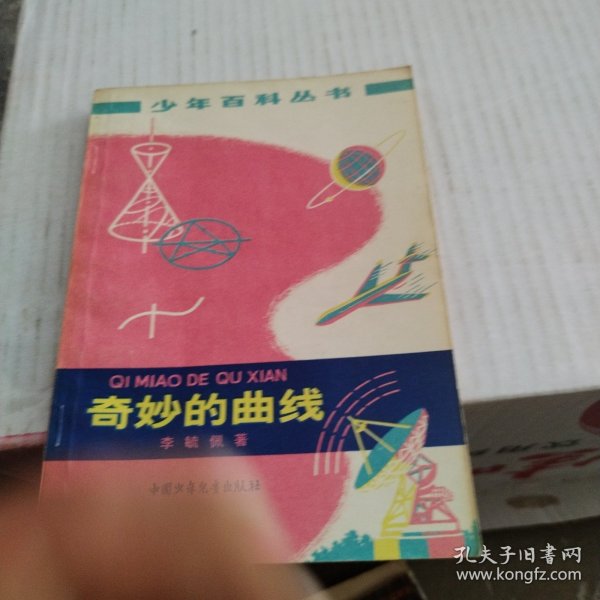 少年百科丛书
QI MIAO DE QU XIAN
奇妙的曲线
李毓佩 著
中国少年儿童出版社
孔夫子旧书网
www.kongfz.com